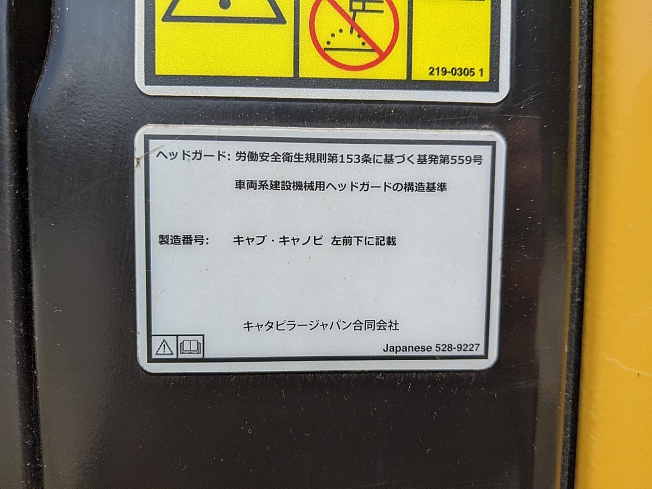 219-0305 1
ヘッドガード: 労働安全衛生規則第153条に基づく基発第559号
車両系建設機械用ヘッドガードの構造基準
製造番号: キャブ・キャノピ 左前下に記載
キャタピラージャパン合同会社
Japanese 528-9227